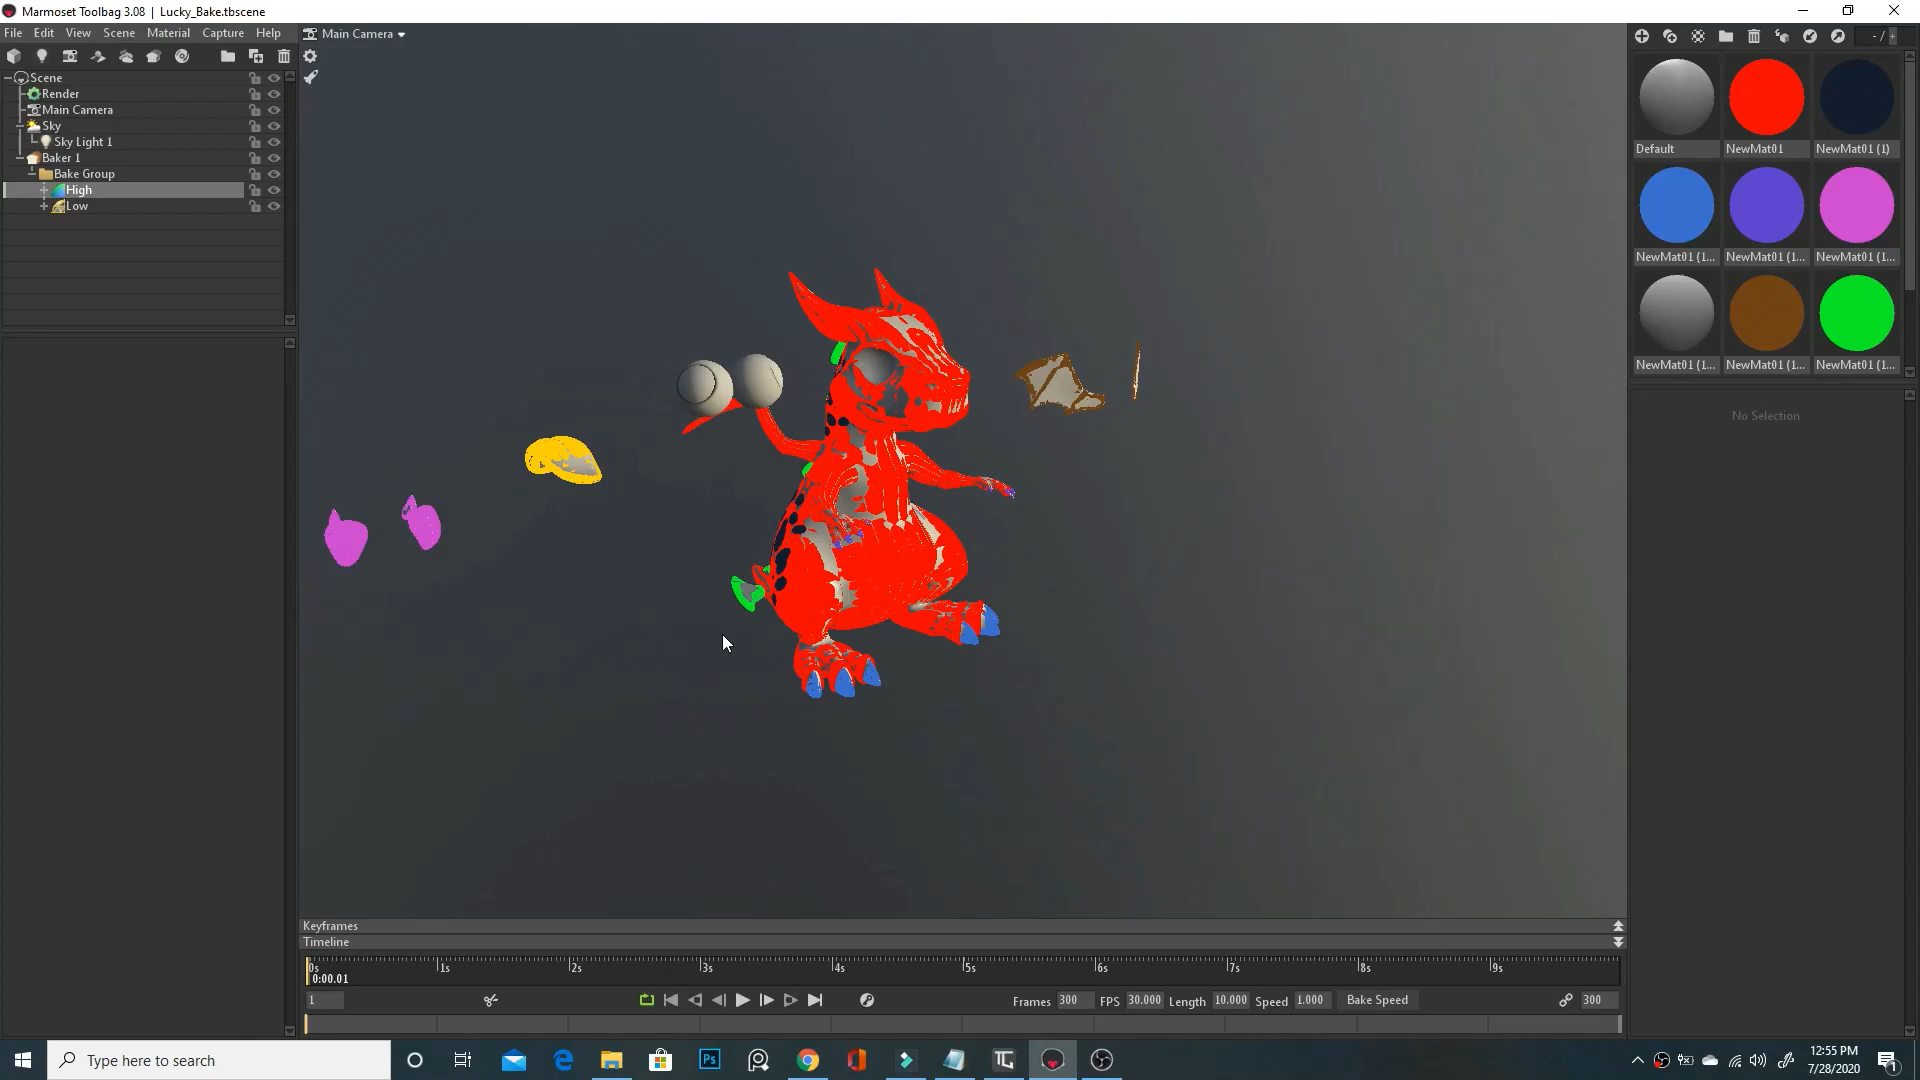 Marmoset Toolbag 3.08 | Lucky_Bake.tbscene
File Edit View Scene Material Capture Help
Main Camera
- /
Scene
Render
Main Camera
Sky
Sky Light 1
Baker 1
Bake Group
High
Low
Default NewMat01 NewMat01 (1)
NewMat01 (1... NewMat01 (1... NewMat01 (1...
NewMat01 (1... NewMat01 (1... NewMat01 (1...
No Selection
Keyframes
Timeline
0s 1s 2s 3s 4s 5s 6s 7s 8s 9s
0:00.01
1
Frames 300 FPS 30.000 Length 10.000 Speed 1.000 Bake Speed 300
Type here to search
Ps
12:55 PM
7/28/2020
1